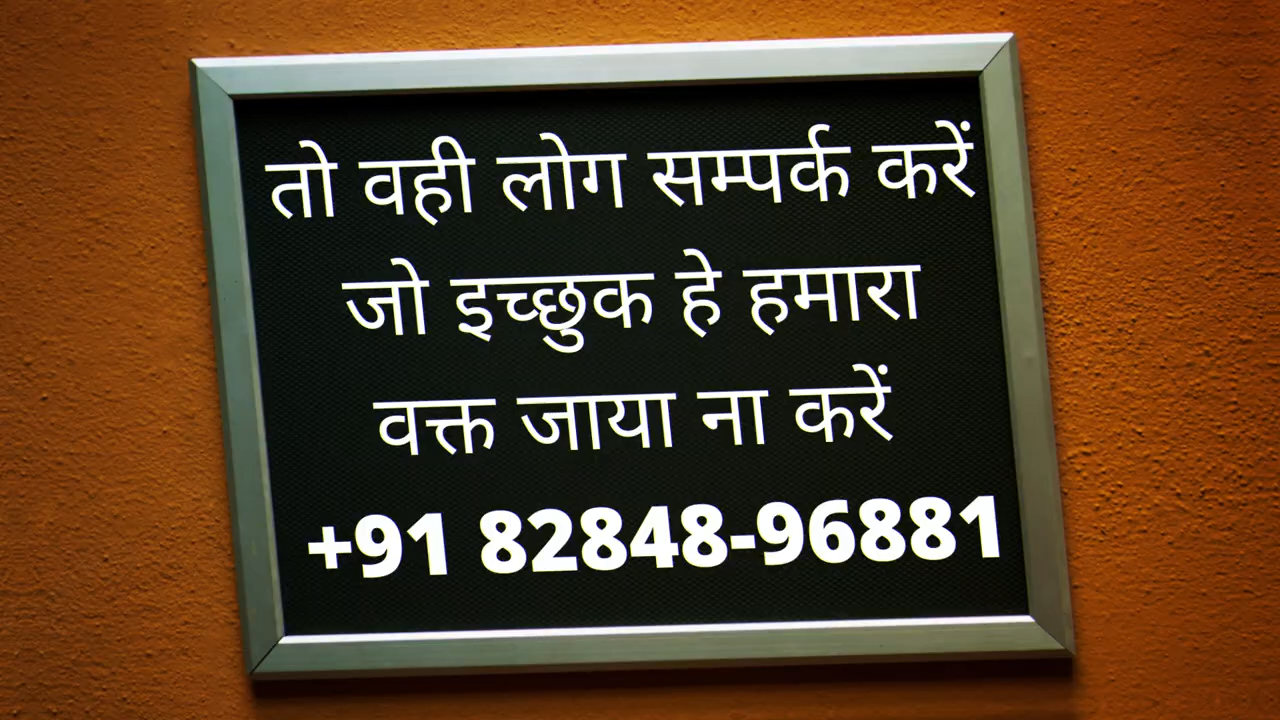 तो वही लोग सम्पर्क करें
जो इच्छुक हे हमारा
वक्त जाया ना करें
+91 82848-96881